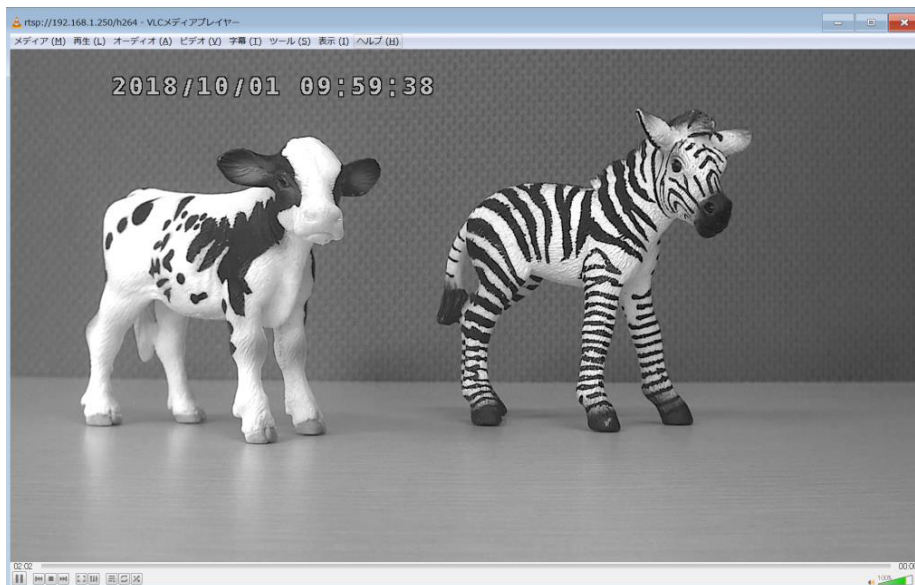 rtsp://192.168.1.250/h264 - VLCメディアプレイヤー
メディア (M) 再生 (L) オーディオ (A) ビデオ (V) 字幕 (T) ツール (S) 表示 (I) ヘルプ (H)
2018/10/01 09:59:38
02:02
100%